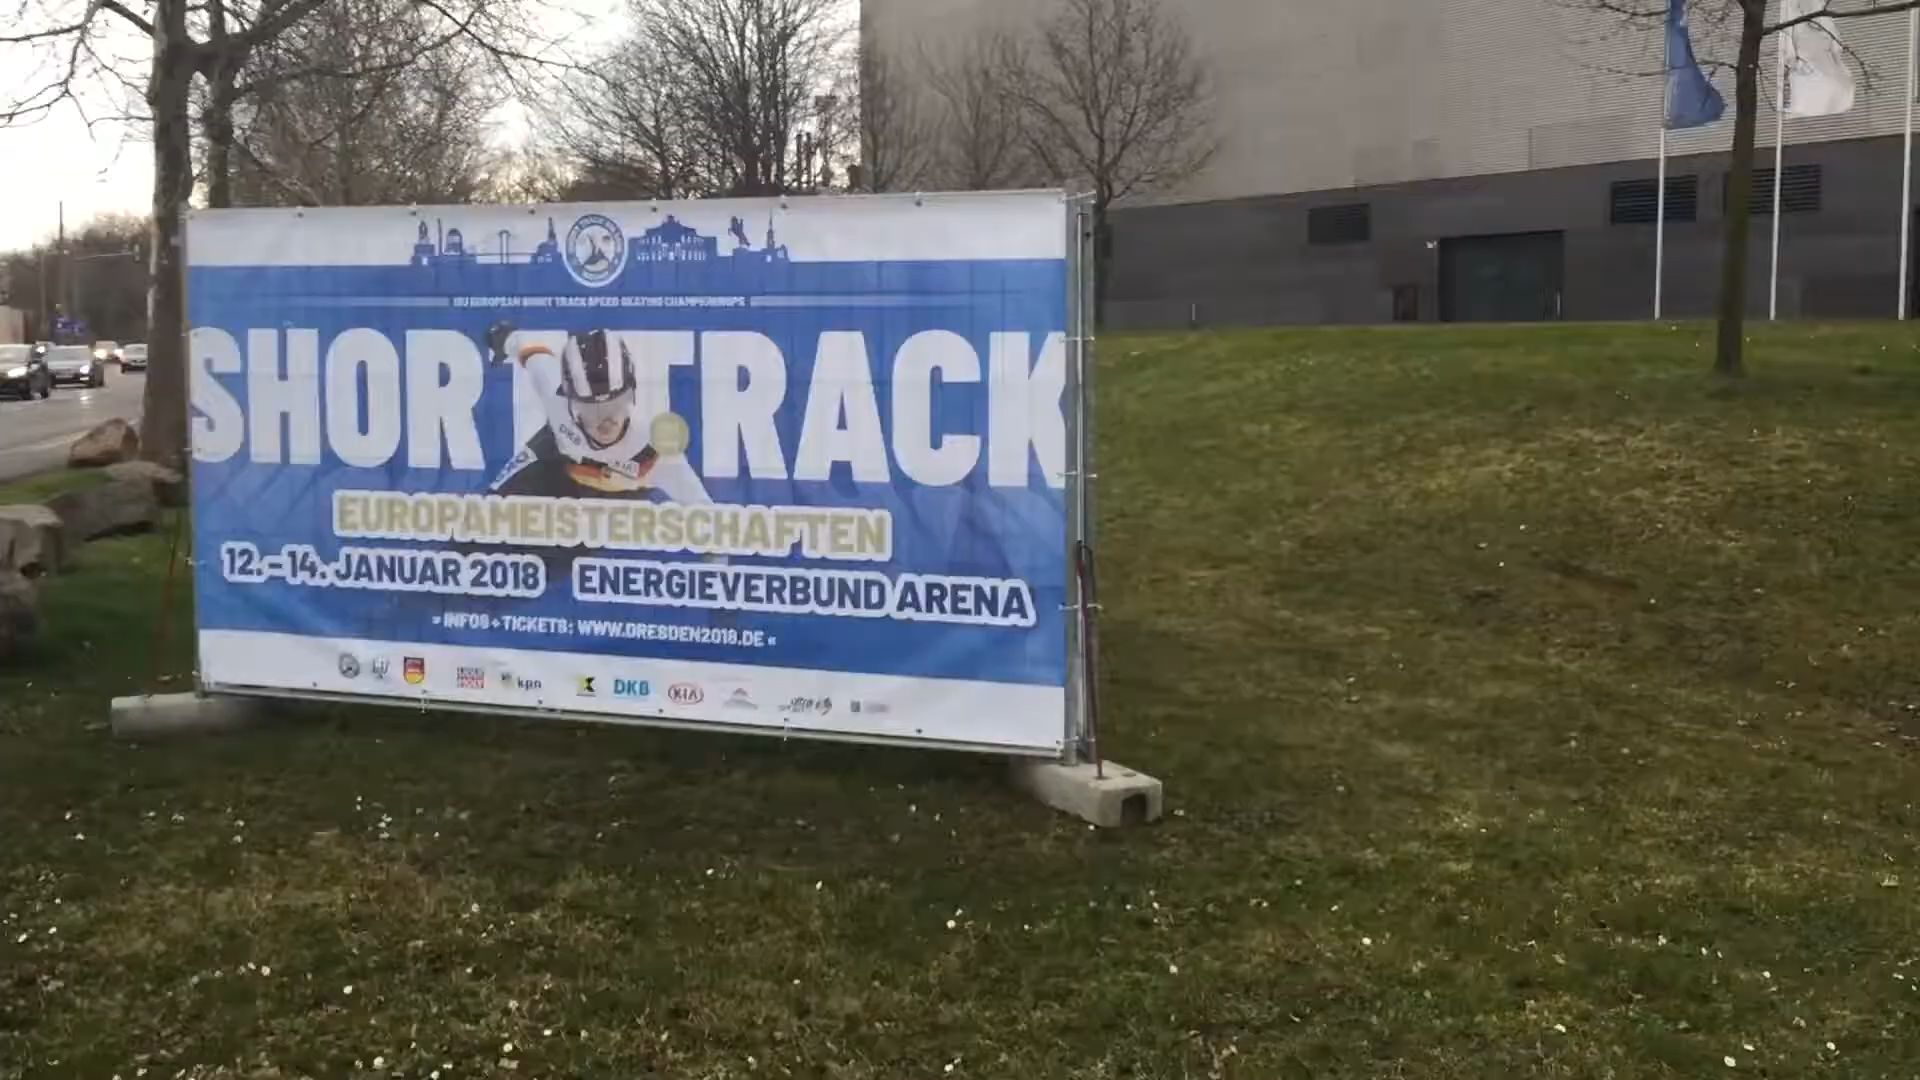 ISU EUROPEAN SHORT TRACK SPEED SKATING CHAMPIONSHIPS
SHORT TRACK
EUROPAMEISTERSCHAFTEN
12.-14. JANUAR 2018 ENERGIEVERBUND ARENA
» INFOS + TICKETS: WWW.DRESDEN2018.DE «
kpn DKB KIA